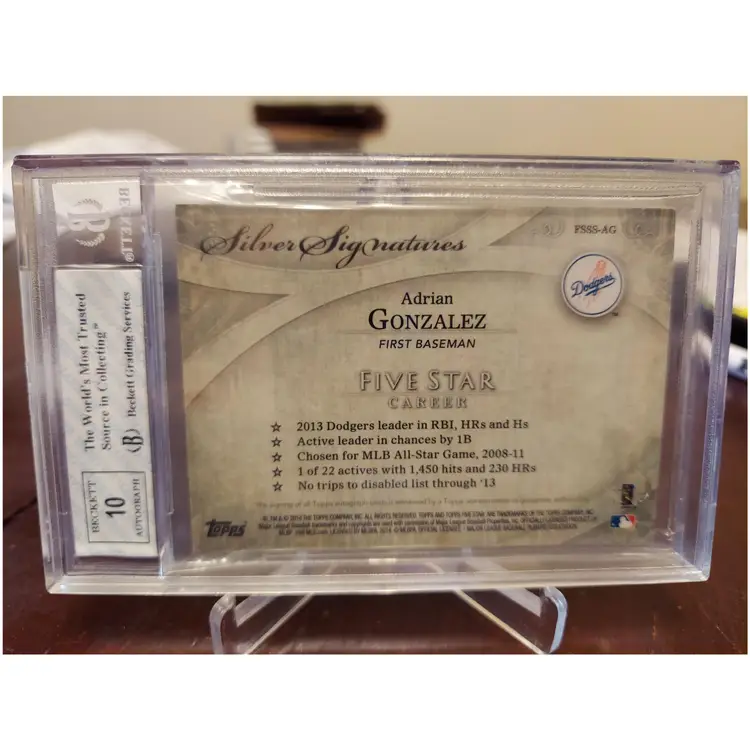 BECKETT®
B
The World's Most Trusted
Source in Collecting™
(B) Beckett Grading Services
BECKETT
10
AUTOGRAPH
Silver Signatures
FSSS-AG
Dodgers
TM
Adrian
GONZALEZ
FIRST BASEMAN
FIVE STAR
CAREER
☆ 2013 Dodgers leader in RBI, HRs and Hs
☆ Active leader in chances by 1B
☆ Chosen for MLB All-Star Game, 2008-11
☆ 1 of 22 actives with 1,450 hits and 230 HRs
☆ No trips to disabled list through '13
TOPPS